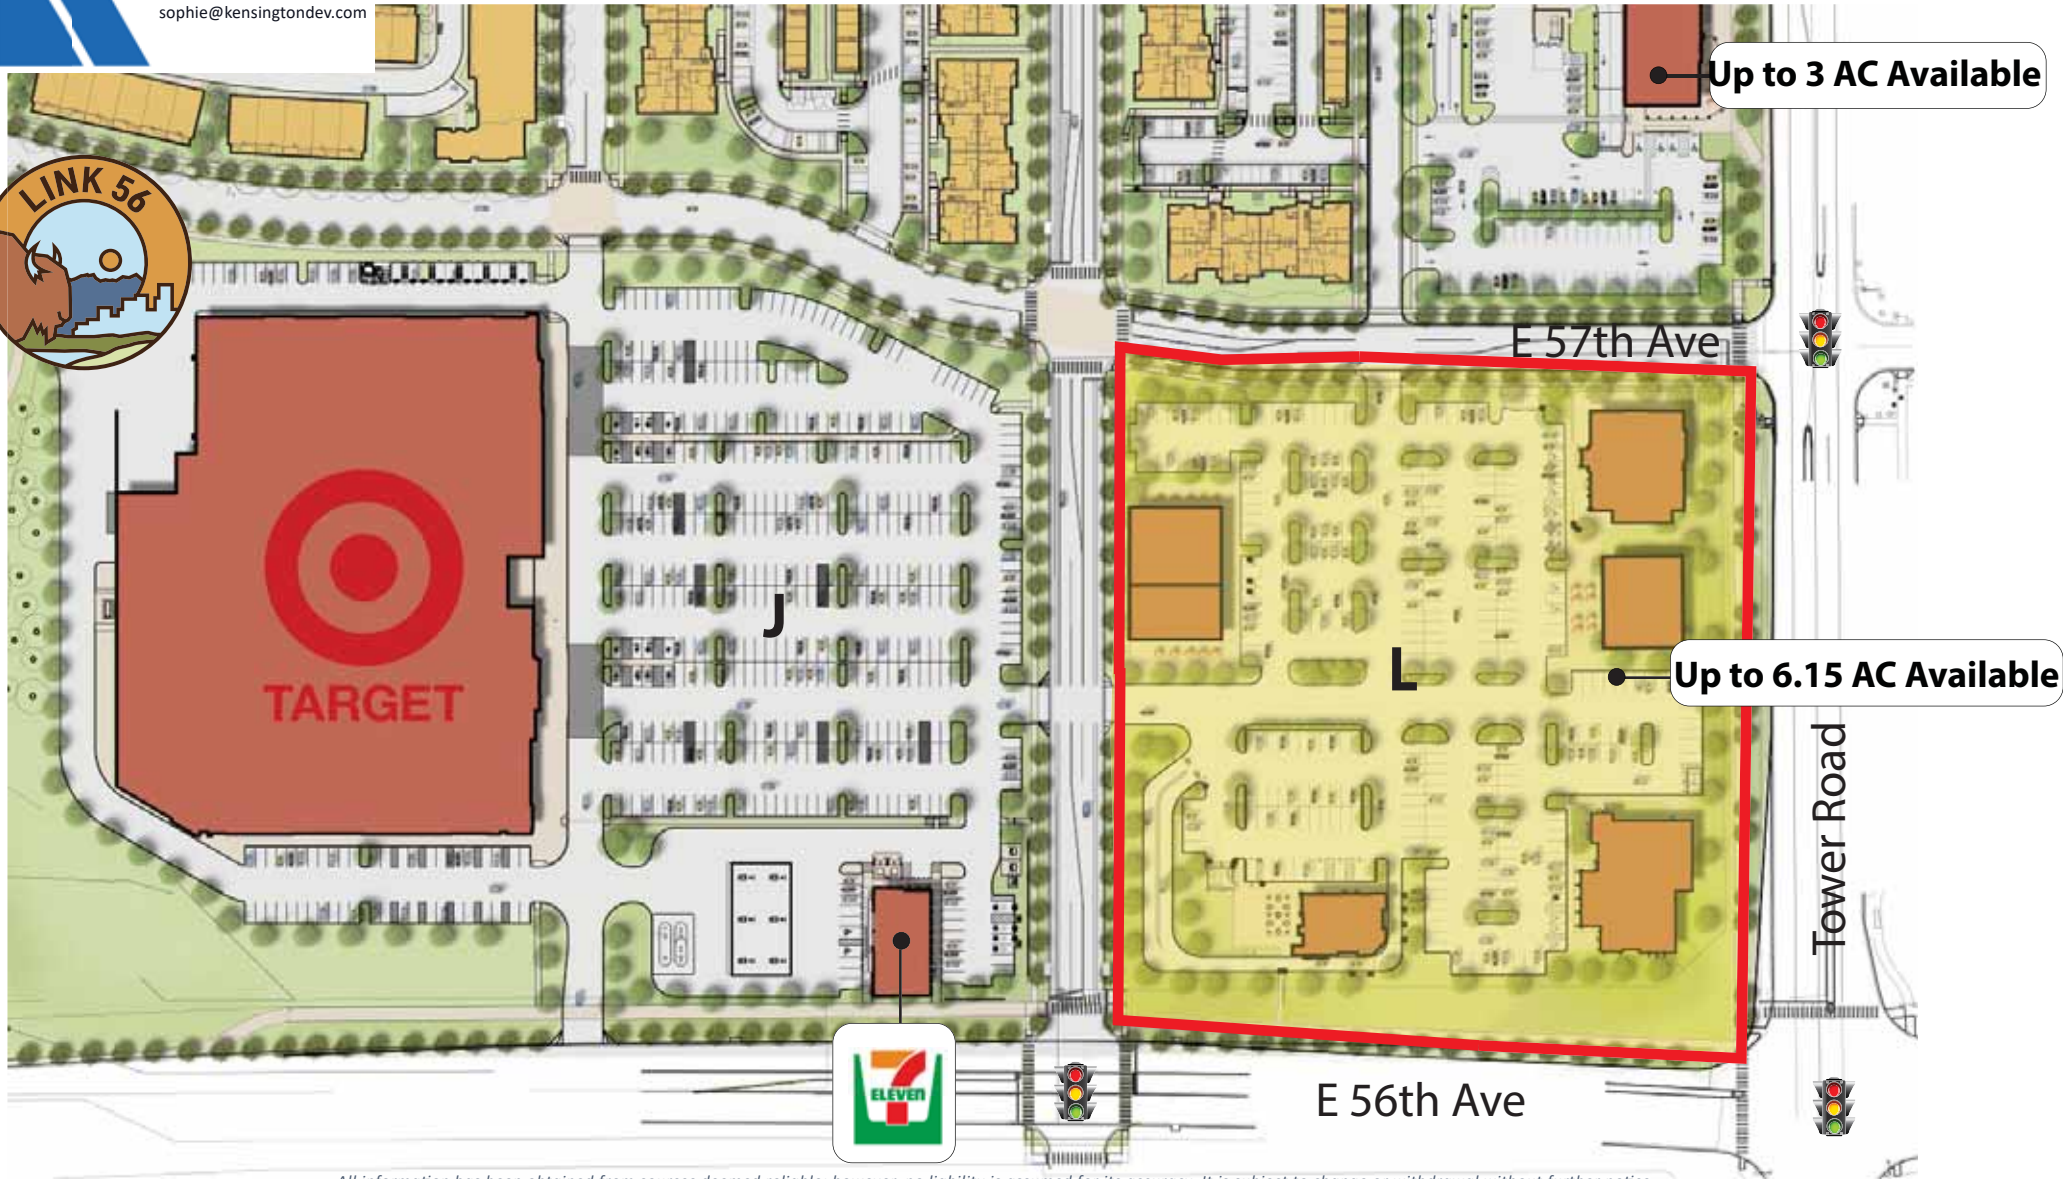 sophie@kensingtondev.com
Up to 3 AC Available
LINK 56
E 57th Ave
TARGET
J
L
Up to 6.15 AC Available
Tower Road
7
ELEVEN
E 56th Ave